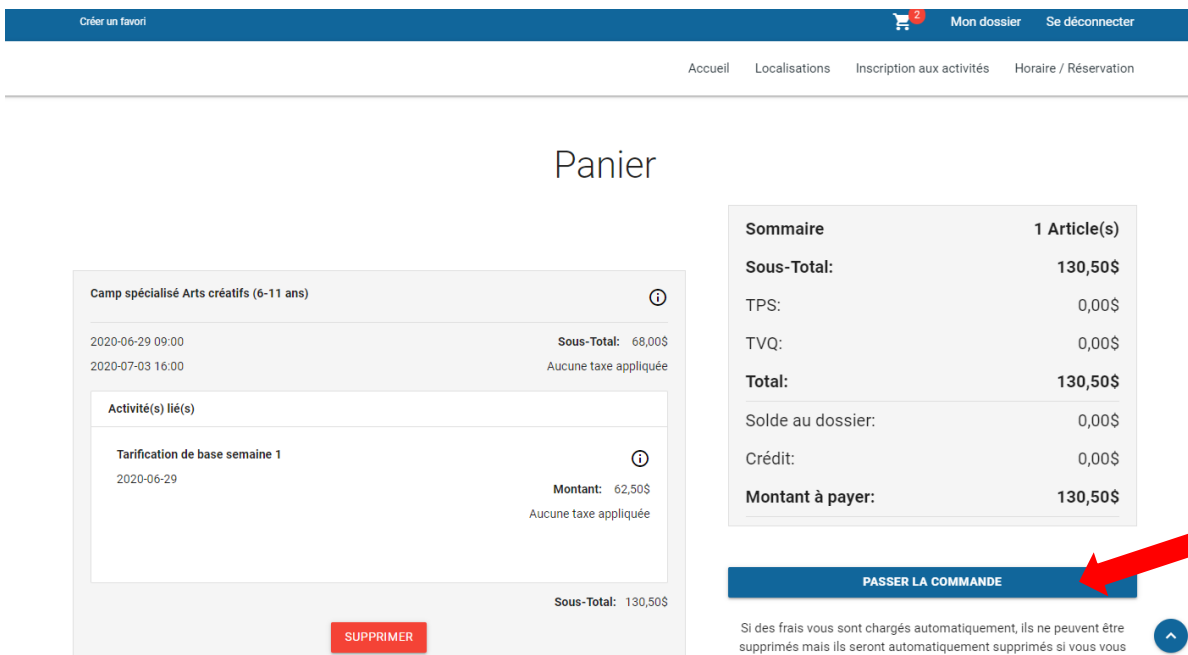 Créer un favori
2
Mon dossier
Se déconnecter
Accueil
Localisations
Inscription aux activités
Horaire / Réservation
Panier
Camp spécialisé Arts créatifs (6-11 ans)
2020-06-29 09:00
Sous-Total: 68,00$
2020-07-03 16:00
Aucune taxe appliquée
Activité(s) lié(s)
Tarification de base semaine 1
2020-06-29
Montant: 62,50$
Aucune taxe appliquée
Sous-Total: 130,50$
SUPPRIMER
Sommaire 1 Article(s)
Sous-Total: 130,50$
TPS: 0,00$
TVQ: 0,00$
Total: 130,50$
Solde au dossier: 0,00$
Crédit: 0,00$
Montant à payer: 130,50$
PASSER LA COMMANDE
Si des frais vous sont chargés automatiquement, ils ne peuvent être
supprimés mais ils seront automatiquement supprimés si vous vous